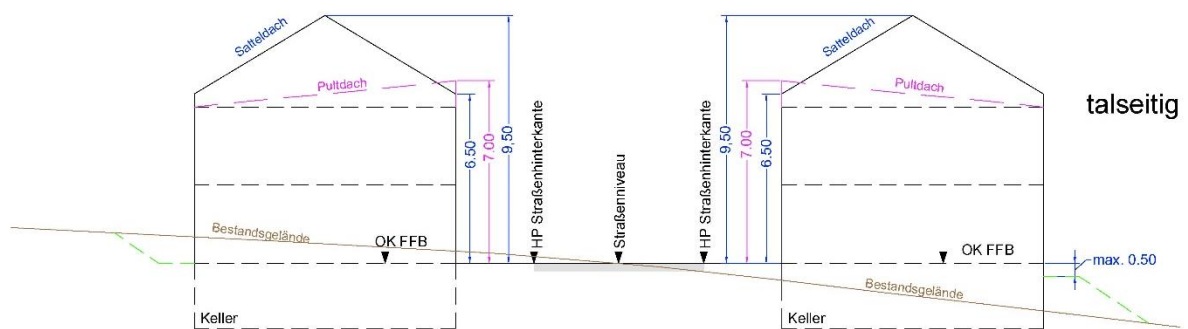 Satteldach
Pultdach
6.50
7.00
9,50
HP Straßenhinterkante
Straßenniveau
HP Straßenhinterkante
9,50
7.00
6.50
Satteldach
Pultdach
talseitig
Bestandsgelände
OK FFB
OK FFB
max. 0.50
Bestandsgelände
Keller
Keller